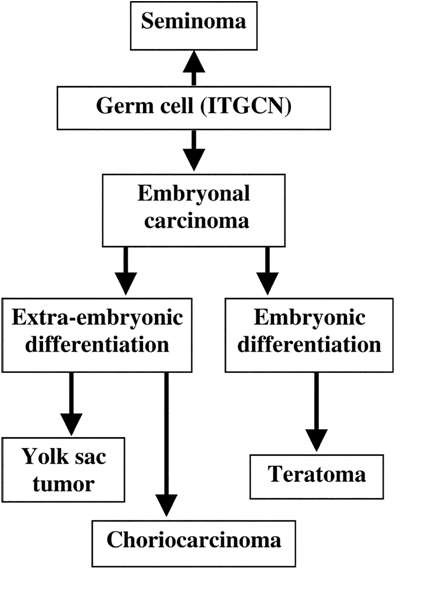 Seminoma
Germ cell (ITGCN)
Embryonal
carcinoma
Extra-embryonic
differentiation
Embryonic
differentiation
Yolk sac
tumor
Teratoma
Choriocarcinoma